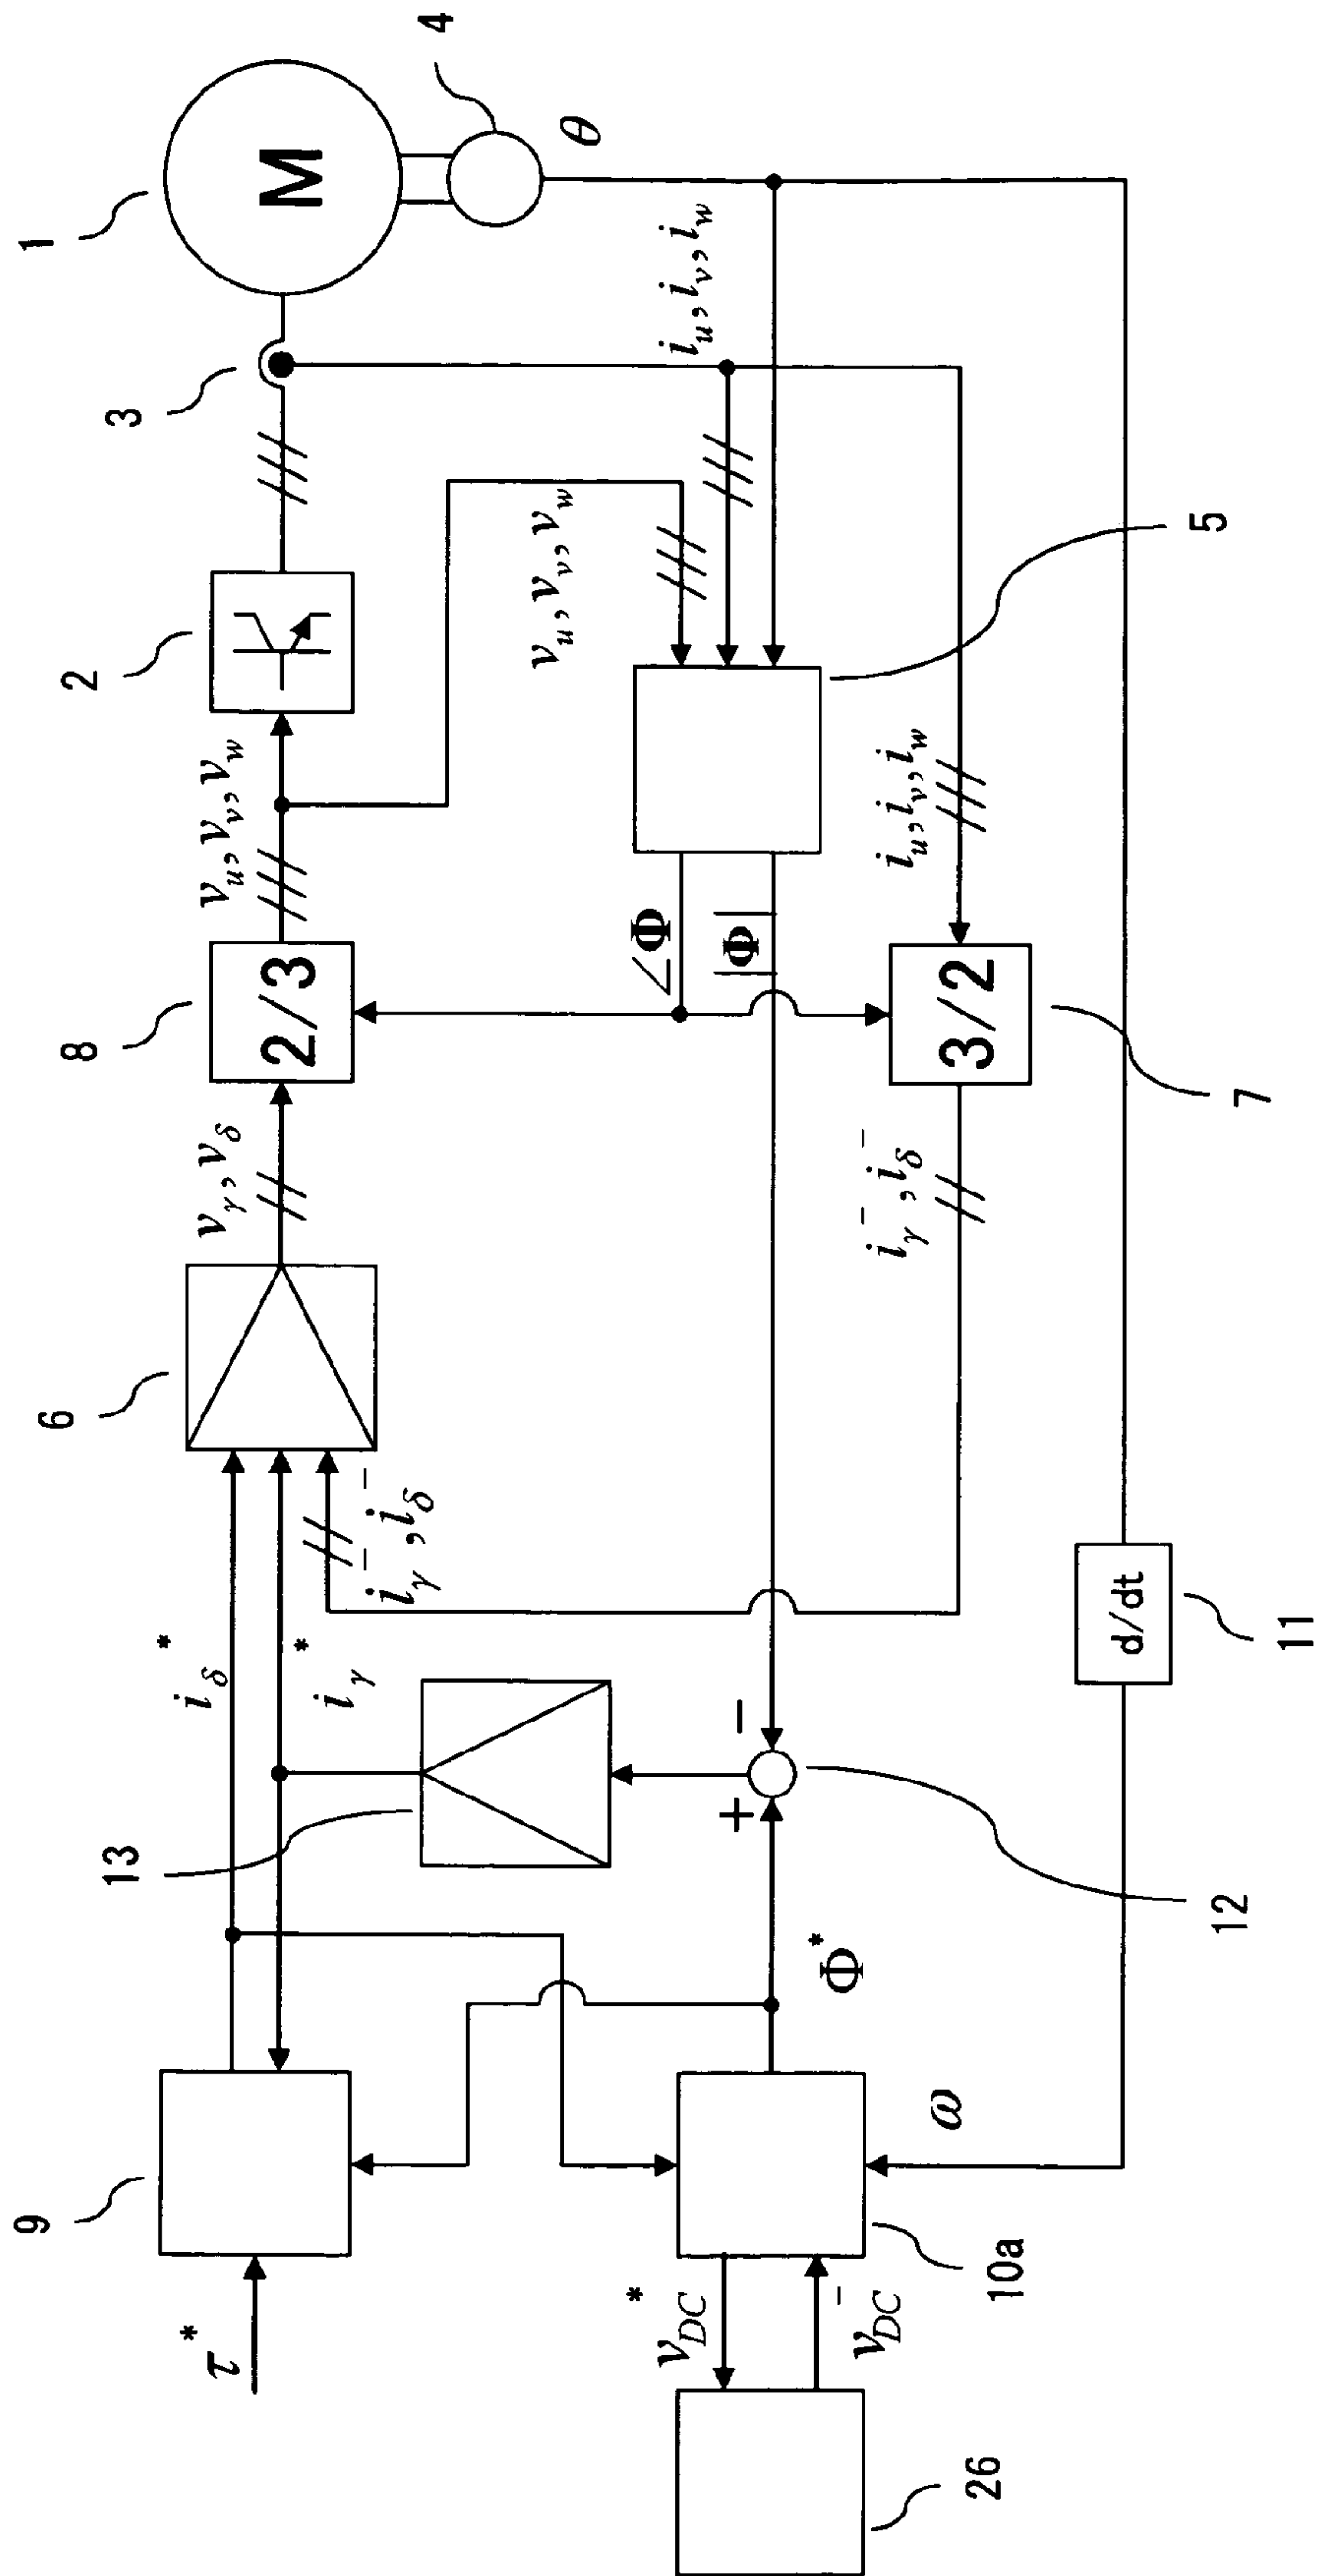 1
M
4
θ
3
i_u, i_v, i_w
2
v_u, v_v, v_w
v_u, v_v, v_w
5
8
2/3
∠Φ
|Φ|
i_u, i_v, i_w
3/2
7
v_γ, v_δ
i_γ^-, i_δ^-
6
i_γ^-, i_δ^-
i_δ^*
i_γ^*
d/dt
11
13
−
+
12
Φ^*
9
τ^*
ω
10a
v_DC^*
v_DC^-
26